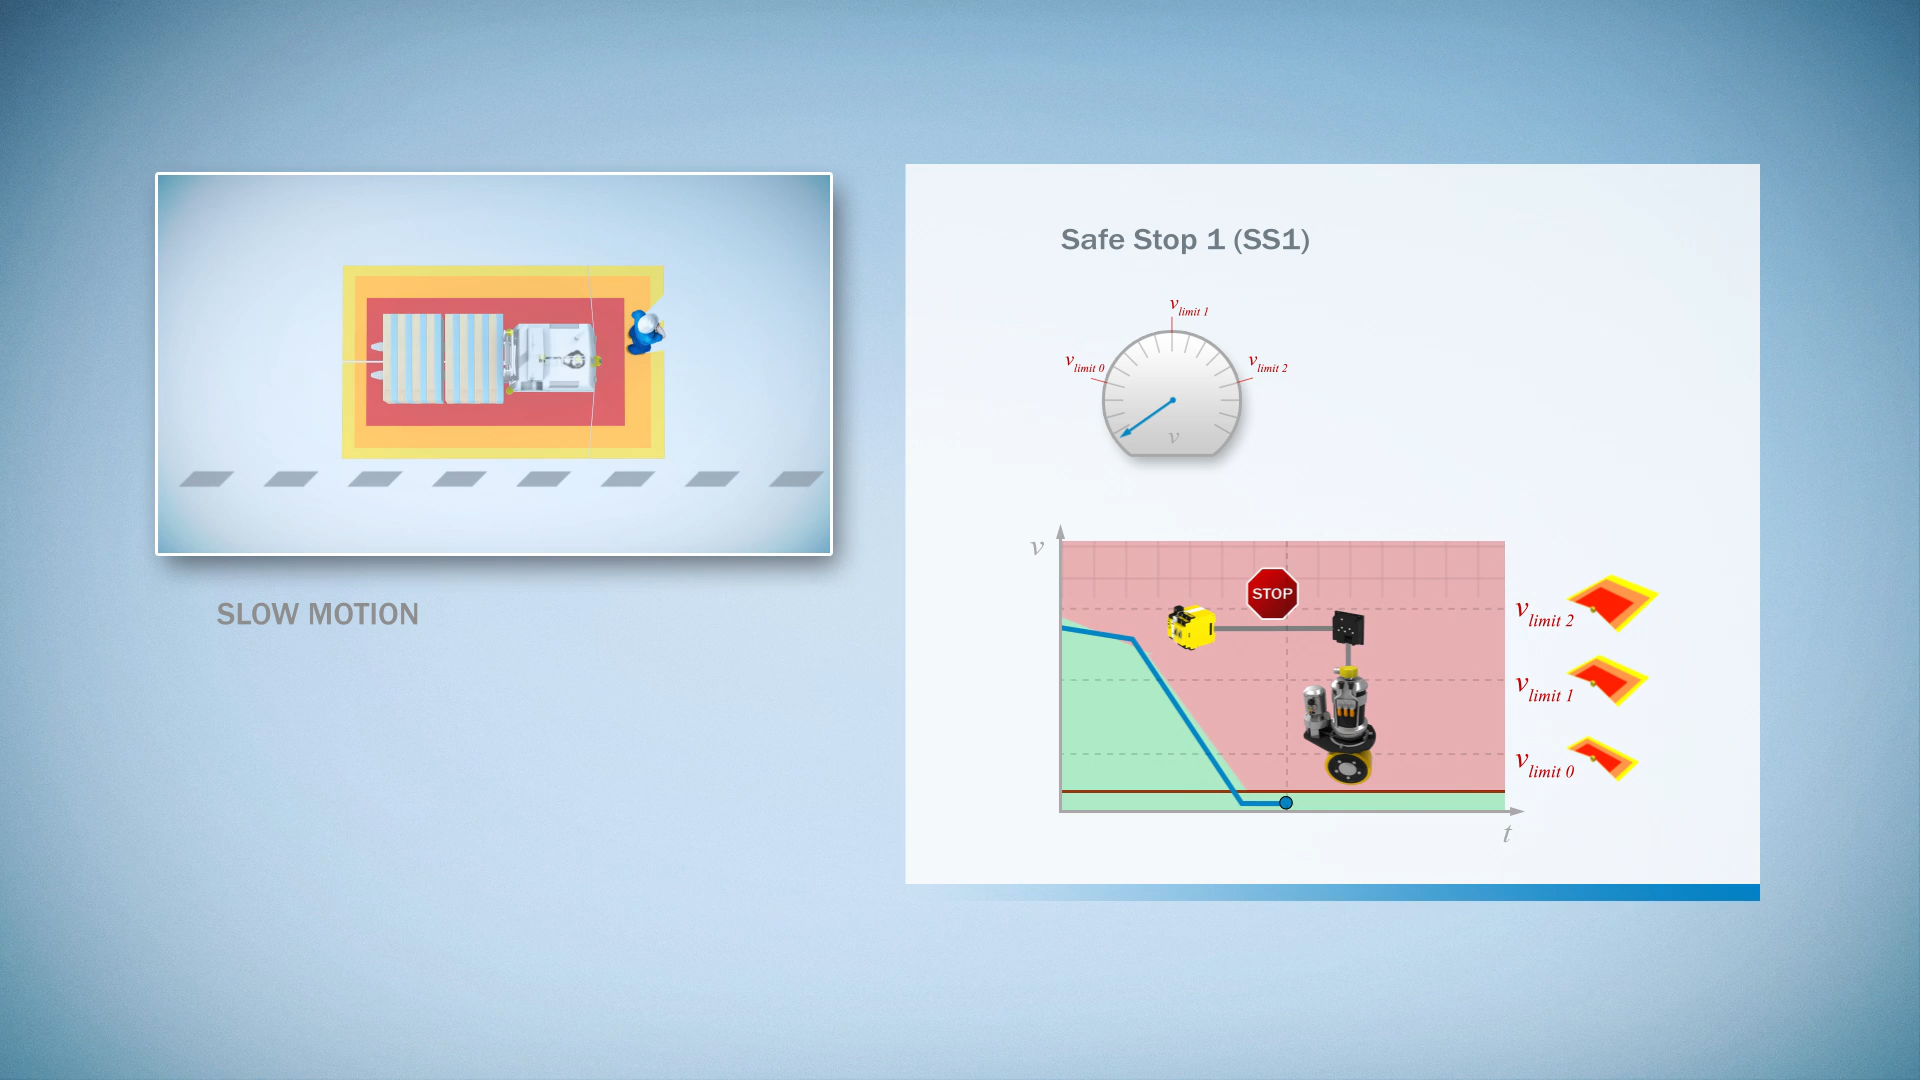 SLOW MOTION
Safe Stop 1 (SS1)
v limit 1
v limit 0
v limit 2
v
v
STOP
v limit 2
v limit 1
v limit 0
t